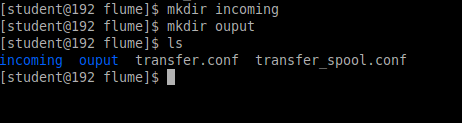 [student@192 flume]$ mkdir incoming
[student@192 flume]$ mkdir ouput
[student@192 flume]$ ls
incoming  ouput  transfer.conf  transfer_spool.conf
[student@192 flume]$